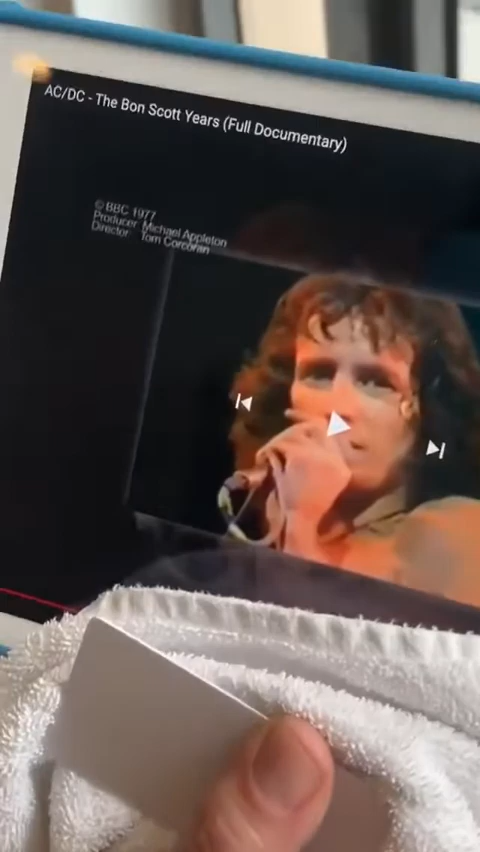 AC/DC - The Bon Scott Years (Full Documentary)
© BBC 1977
Producer Michael Appleton
Director Tom Corcoran